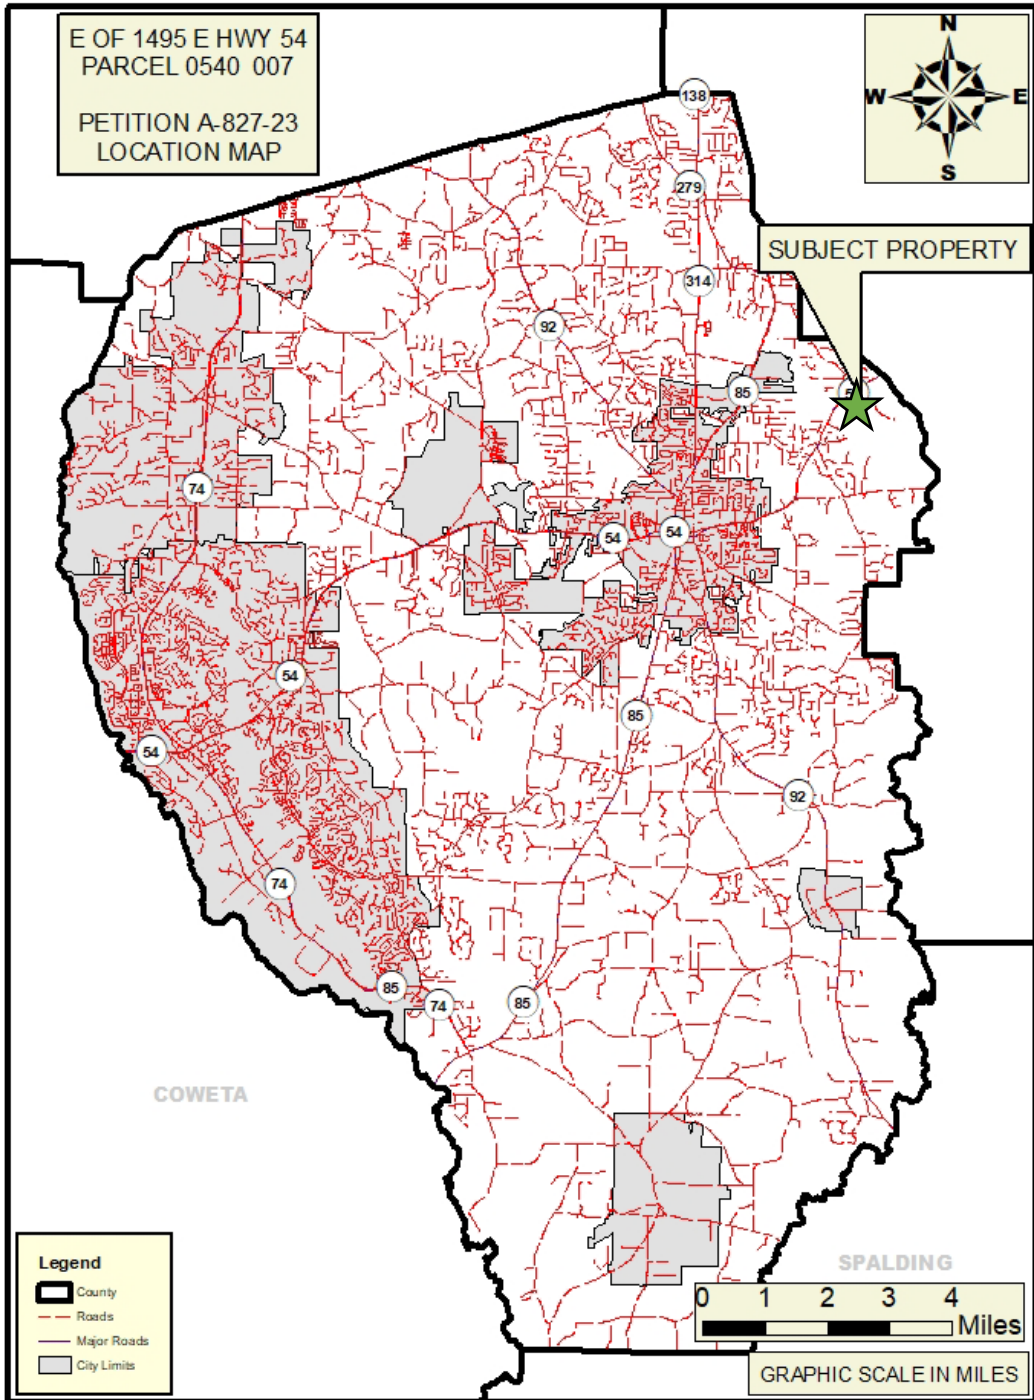 E OF 1495 E HWY 54
PARCEL 0540 007
PETITION A-827-23
LOCATION MAP
N
W
E
S
138
279
SUBJECT PROPERTY
314
92
85
74
54
54
54
85
54
92
74
85
74
85
COWETA
SPALDING
Legend
County
Roads
Major Roads
City Limits
0 1 2 3 4
Miles
GRAPHIC SCALE IN MILES